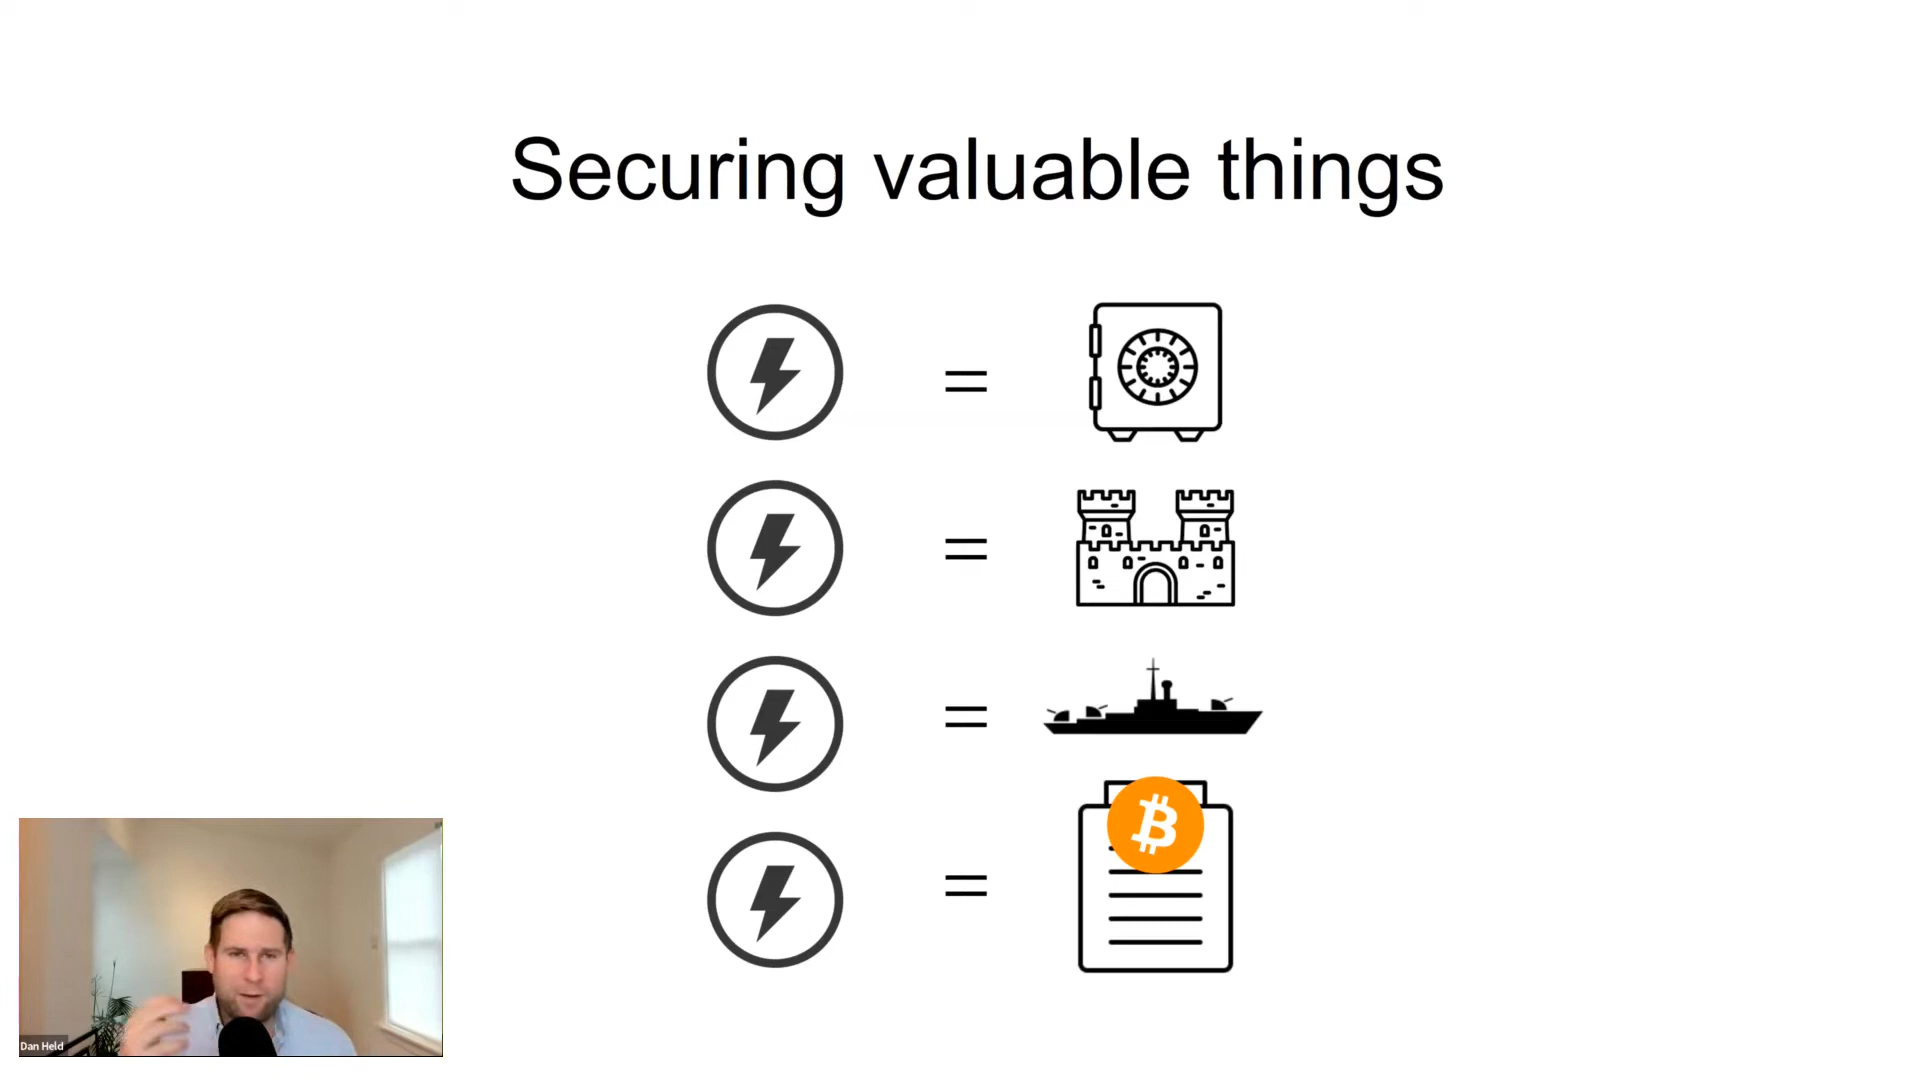 Securing valuable things
=
=
=
=
Dan Held